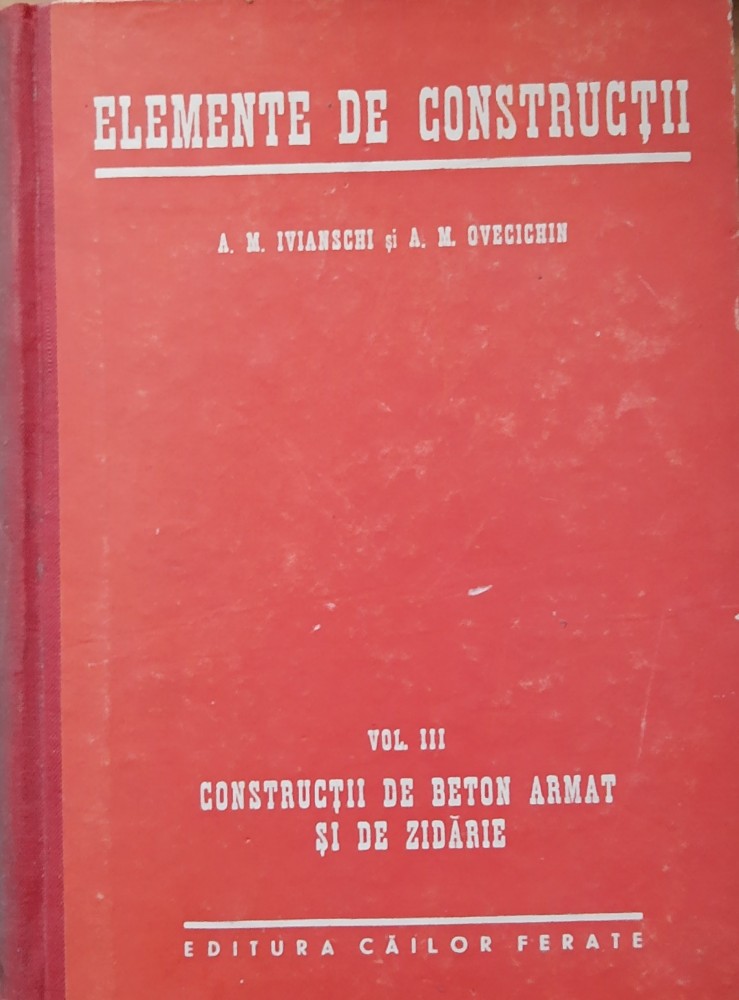 ELEMENTE DE CONSTRUCȚII
A. M. IVIANSCHI și A. M. OVECICHIN
VOL. III
CONSTRUCȚII DE BETON ARMAT
ȘI DE ZIDĂRIE
EDITURA CĂILOR FERATE